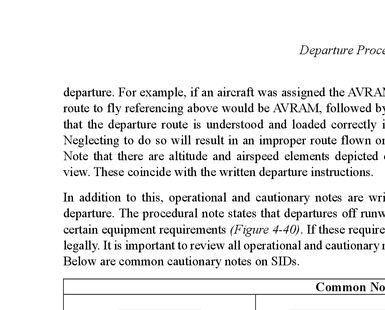 Departure Proce
departure. For example, if an aircraft was assigned the AVRAM
route to fly referencing above would be AVRAM, followed by
that the departure route is understood and loaded correctly i
Neglecting to do so will result in an improper route flown or
Note that there are altitude and airspeed elements depicted
view. These coincide with the written departure instructions.
In addition to this, operational and cautionary notes are wri
departure. The procedural note states that departures off runw
certain equipment requirements (Figure 4-40). If these require
legally. It is important to review all operational and cautionary
Below are common cautionary notes on SIDs.
Common No